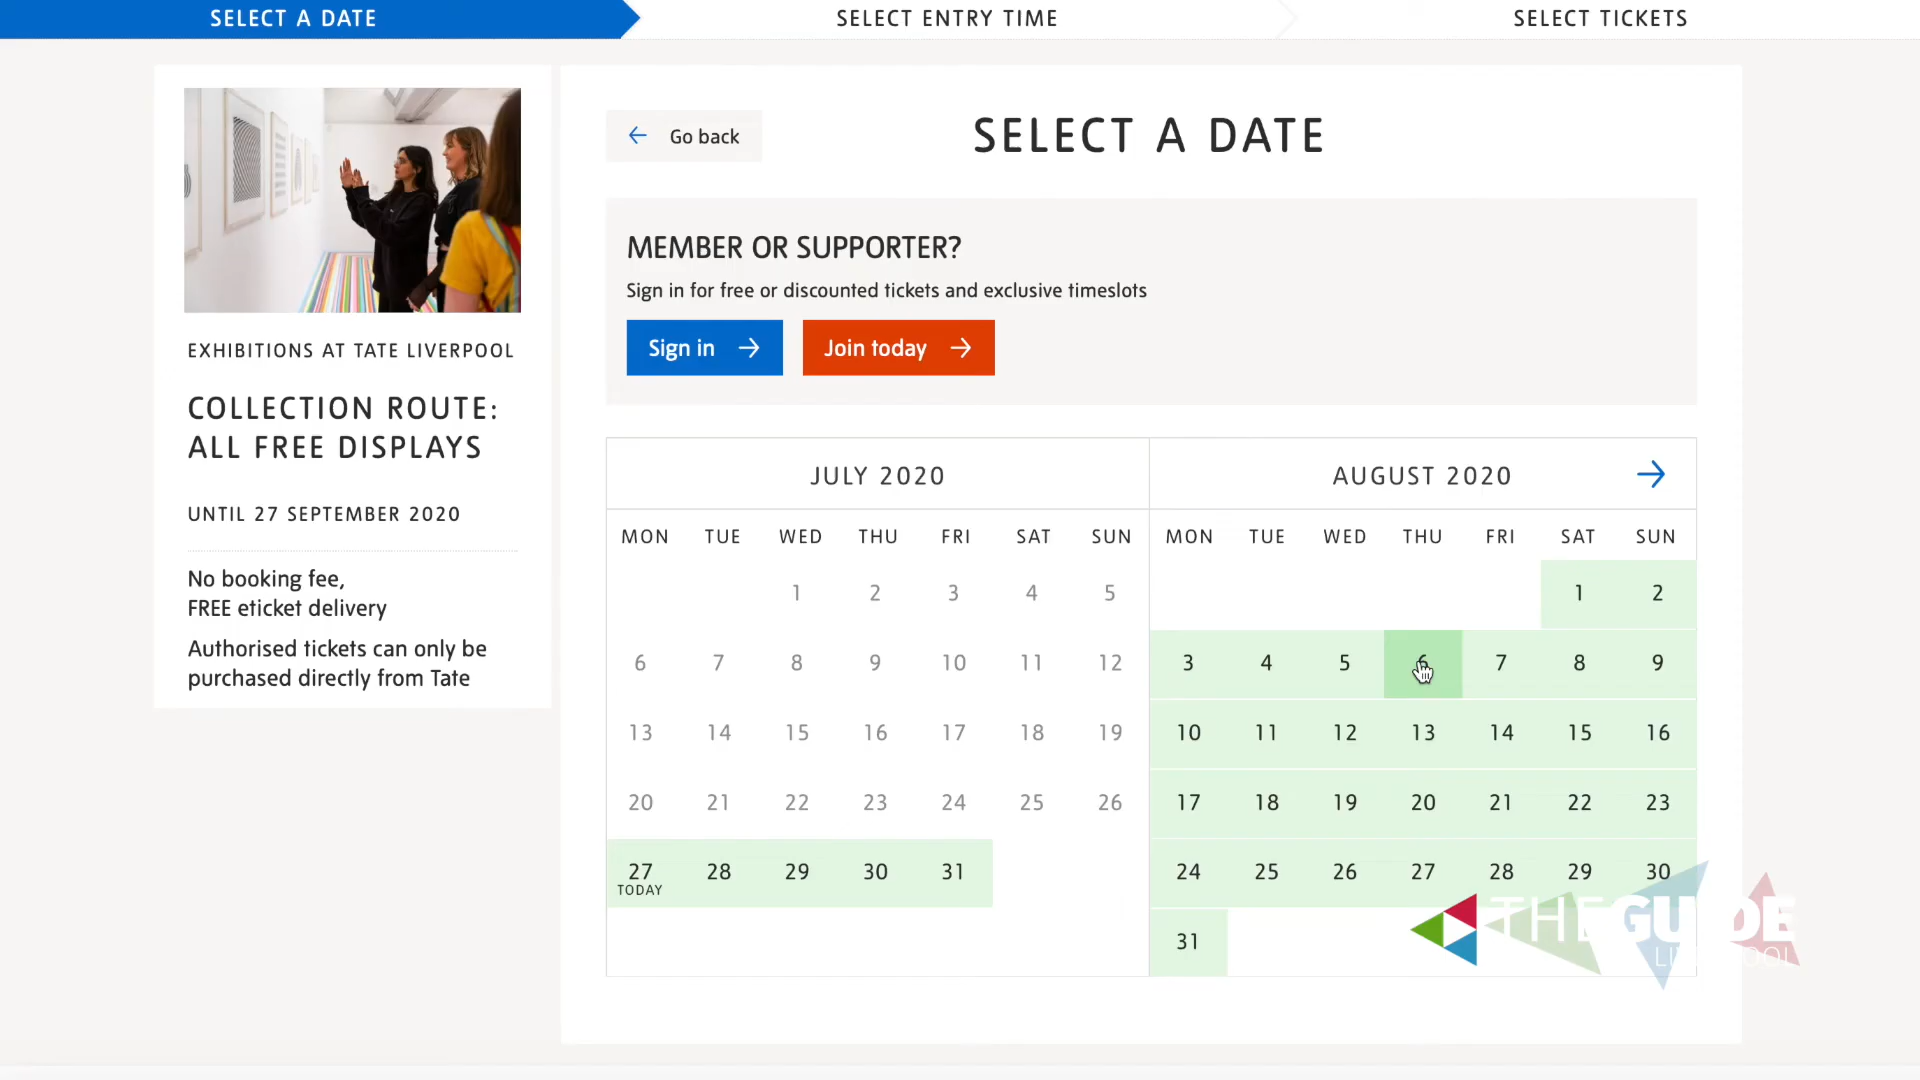 SELECT A DATE
SELECT ENTRY TIME
SELECT TICKETS
EXHIBITIONS AT TATE LIVERPOOL
COLLECTION ROUTE:
ALL FREE DISPLAYS
UNTIL 27 SEPTEMBER 2020
No booking fee,
FREE eticket delivery
Authorised tickets can only be
purchased directly from Tate
Go back
SELECT A DATE
MEMBER OR SUPPORTER?
Sign in for free or discounted tickets and exclusive timeslots
Sign in
Join today
JULY 2020
MON TUE WED THU FRI SAT SUN
1 2 3 4 5
6 7 8 9 10 11 12
13 14 15 16 17 18 19
20 21 22 23 24 25 26
27 28 29 30 31
TODAY
AUGUST 2020
MON TUE WED THU FRI SAT SUN
1 2
3 4 5 6 7 8 9
10 11 12 13 14 15 16
17 18 19 20 21 22 23
24 25 26 27 28 29 30
31
THE GUIDE
LIVERPOOL